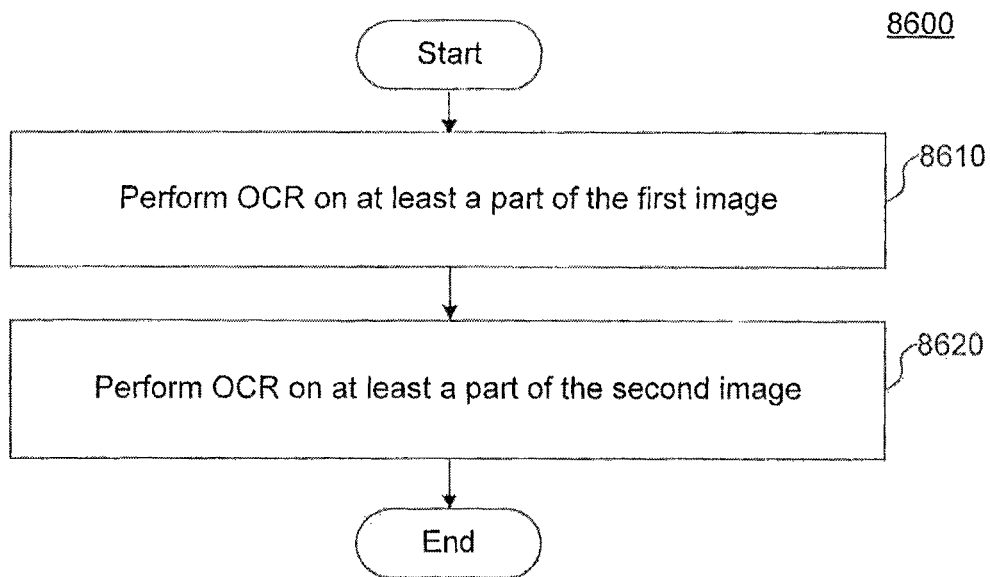 8600
Start
Perform OCR on at least a part of the first image
8610
Perform OCR on at least a part of the second image
8620
End